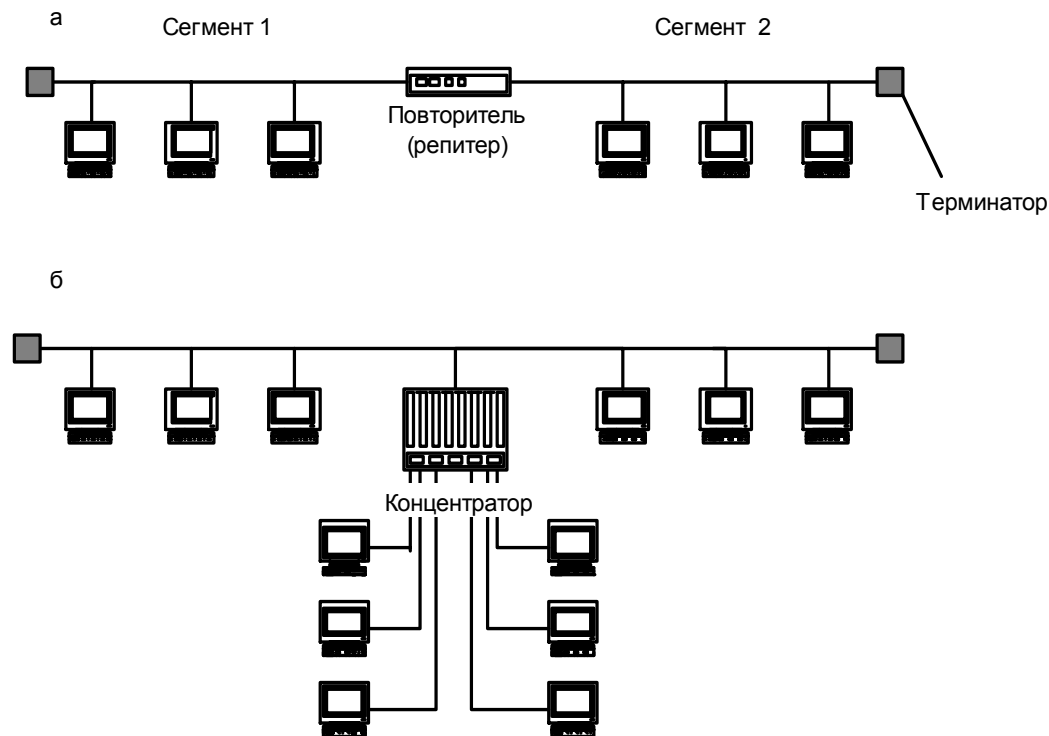 а
Сегмент 1
Сегмент 2
Повторитель
(репитер)
Терминатор
б
Концентратор